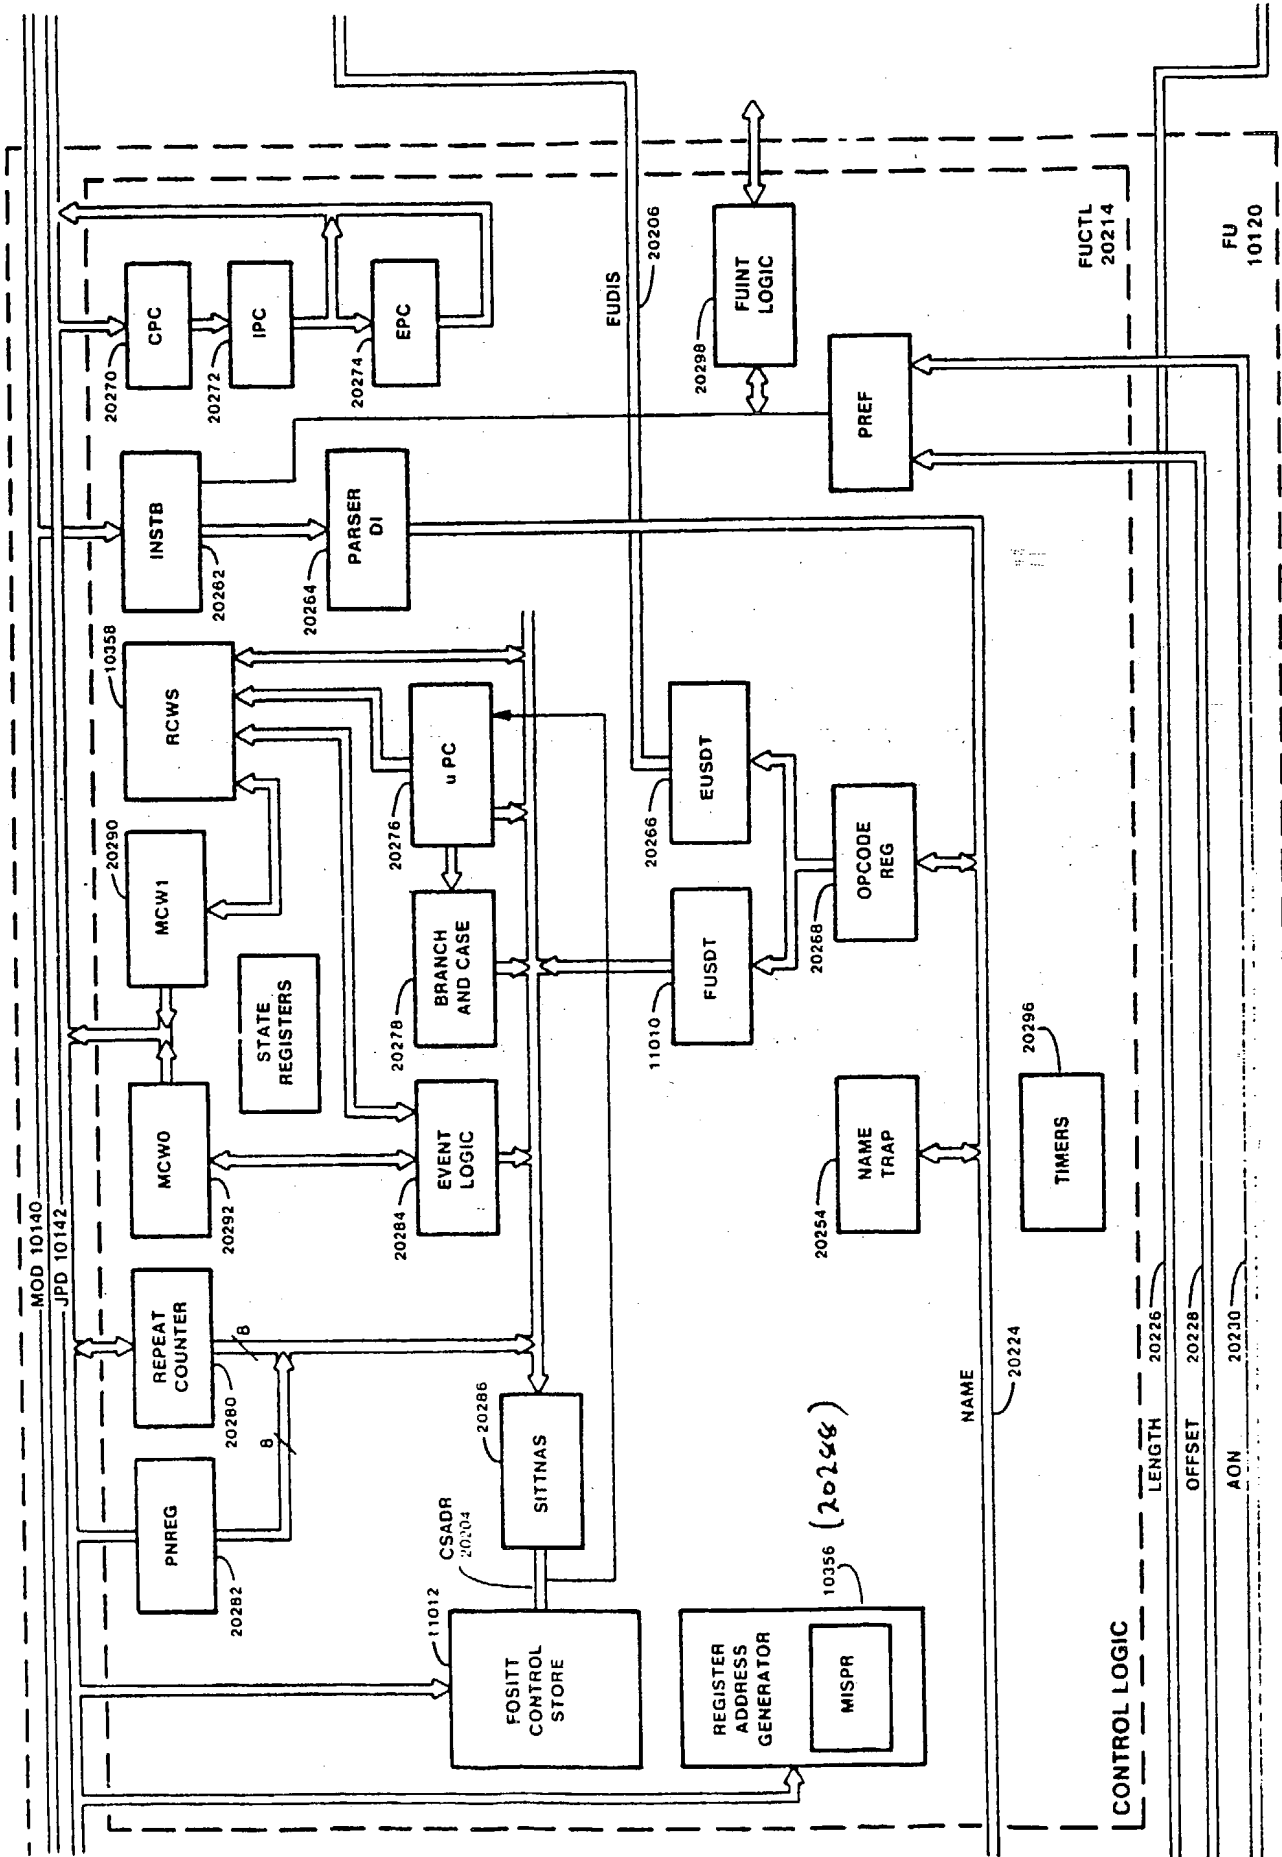 MOD 10140
JPD 10142
PNREG
20282
REPEAT
COUNTER
20280
8
8
MCW0
20292
MCW1
20290
STATE
REGISTERS
RCWS
10358
INSTB
20262
PARSER
DI
20264
CPC
20270
IPC
20272
EPC
20274
FOSITT
CONTROL
STORE
11012
CSADR
20204
SITTNAS
20286
EVENT
LOGIC
20284
BRANCH
AND CASE
20278
u PC
20276
EUDIS
20206
REGISTER
ADDRESS
GENERATOR
MISPR
10356 (20288)
FUSDT
11010
EUSDT
20266
FUINT
LOGIC
20298
NAME
TRAP
20254
OPCODE
REG
20268
PREF
NAME
20224
TIMERS
20296
FUCTL
20214
CONTROL LOGIC
LENGTH 20226
OFFSET 20228
AON 20230
FU
10120